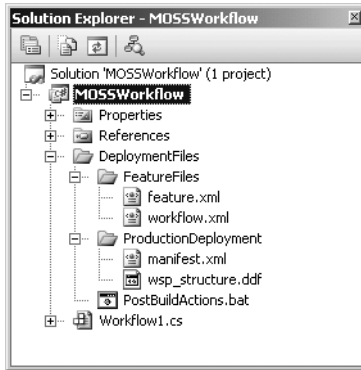 Solution Explorer - MOSSWorkflow
Solution 'MOSSWorkflow' (1 project)
MOSSWorkflow
Properties
References
DeploymentFiles
FeatureFiles
feature.xml
workflow.xml
ProductionDeployment
manifest.xml
wsp_structure.ddf
PostBuildActions.bat
Workflow1.cs